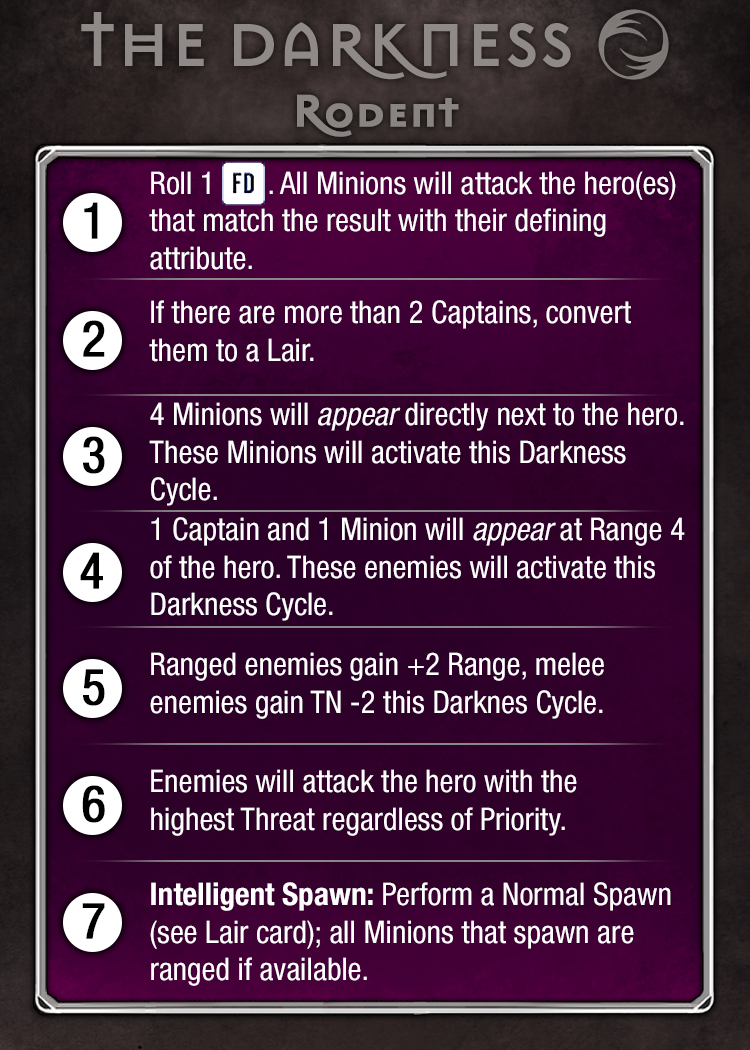 THE DARKNESS
RODENT
1
Roll 1 FD . All Minions will attack the hero(es)
that match the result with their defining
attribute.
2
If there are more than 2 Captains, convert
them to a Lair.
3
4 Minions will appear directly next to the hero.
These Minions will activate this Darkness
Cycle.
4
1 Captain and 1 Minion will appear at Range 4
of the hero. These enemies will activate this
Darkness Cycle.
5
Ranged enemies gain +2 Range, melee
enemies gain TN -2 this Darknes Cycle.
6
Enemies will attack the hero with the
highest Threat regardless of Priority.
7
Intelligent Spawn: Perform a Normal Spawn
(see Lair card); all Minions that spawn are
ranged if available.